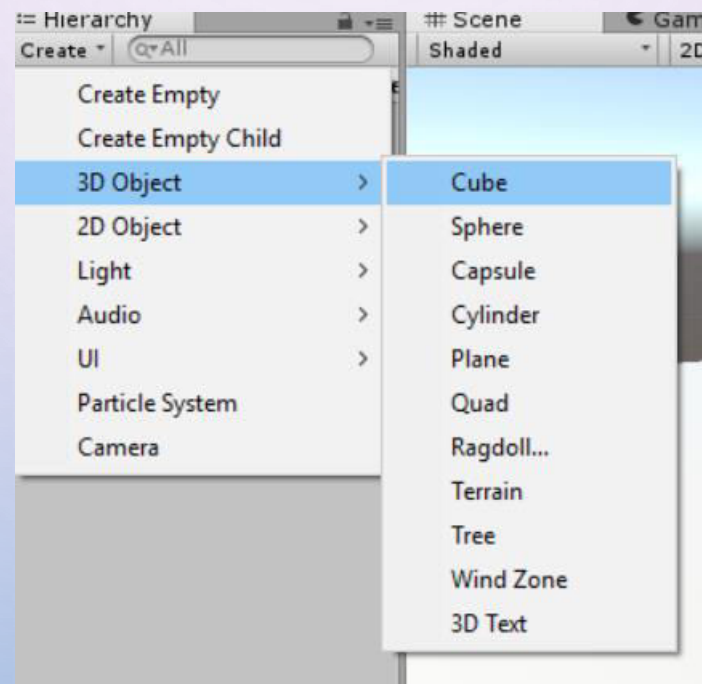 Hierarchy
Create
All
Create Empty
Create Empty Child
3D Object
2D Object
Light
Audio
UI
Particle System
Camera
Scene
Shaded
2D
Cube
Sphere
Capsule
Cylinder
Plane
Quad
Ragdoll...
Terrain
Tree
Wind Zone
3D Text